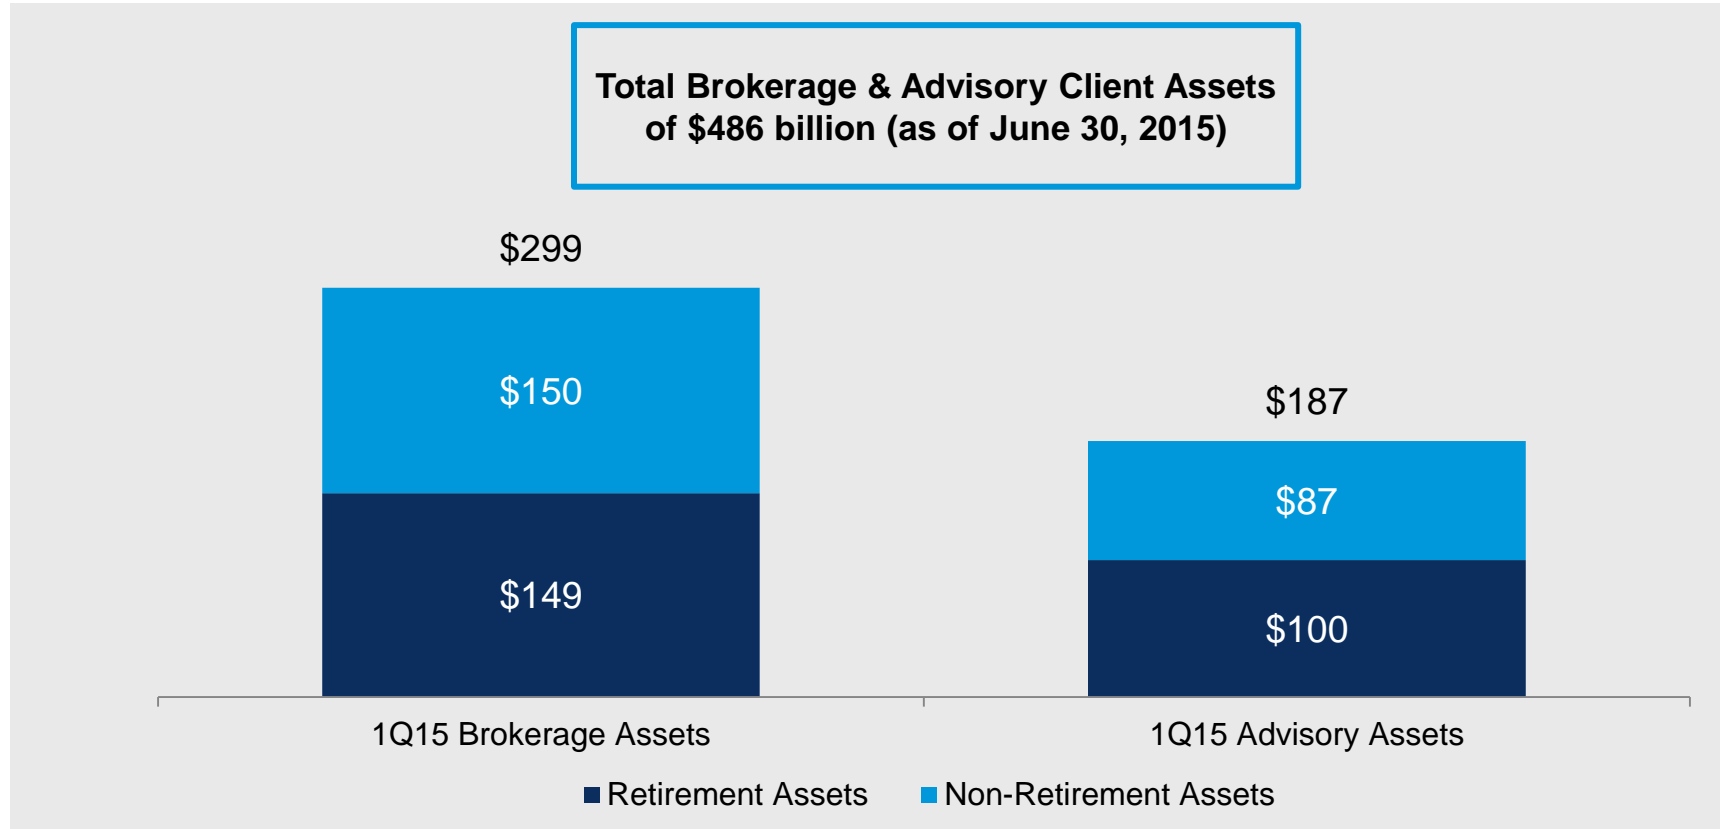 Total Brokerage & Advisory Client Assets
of $486 billion (as of June 30, 2015)
$299
$150
$149
$187
$87
$100
1Q15 Brokerage Assets
1Q15 Advisory Assets
Retirement Assets
Non-Retirement Assets